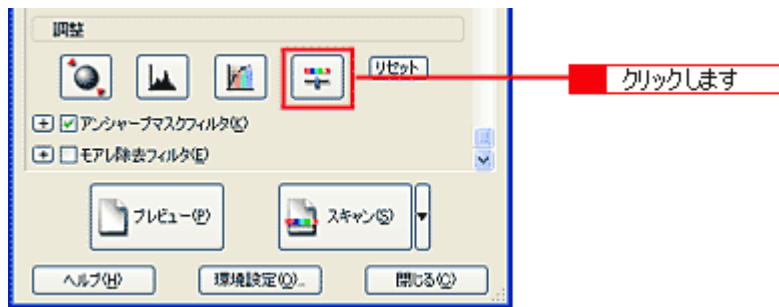 調整
リセット
クリックします
アンシャープマスクフィルタ(K)
モアレ除去フィルタ(E)
プレビュー(P)
スキャン(S)
ヘルプ(H)
環境設定(O)...
閉じる(C)